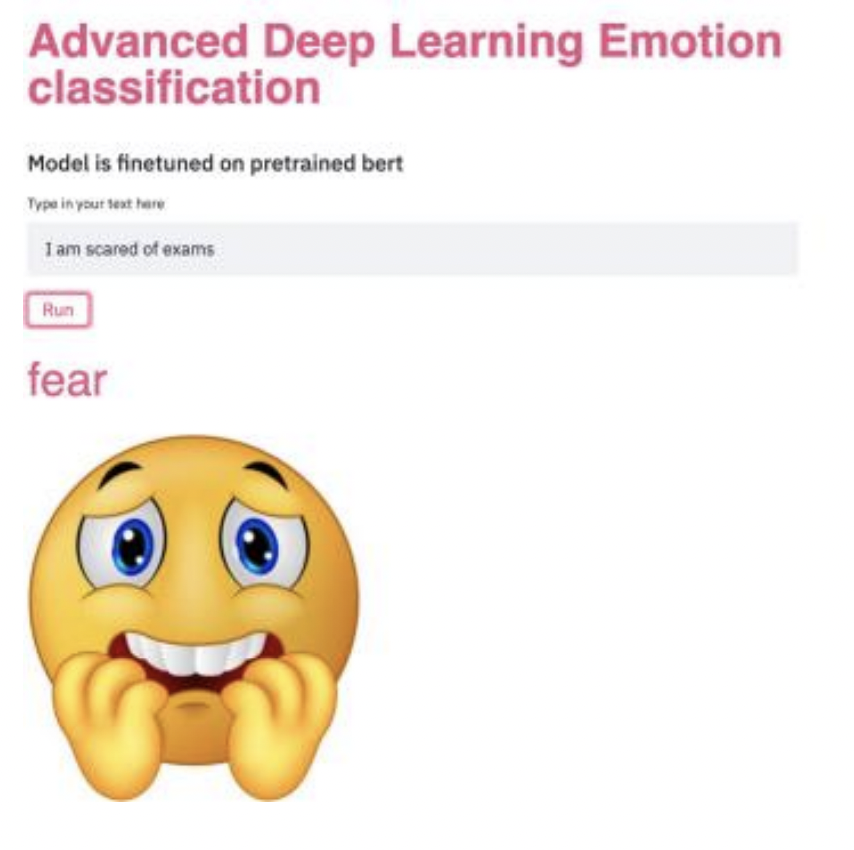 Advanced Deep Learning Emotion
classification
Model is finetuned on pretrained bert
Type in your text here
I am scared of exams
Run
fear